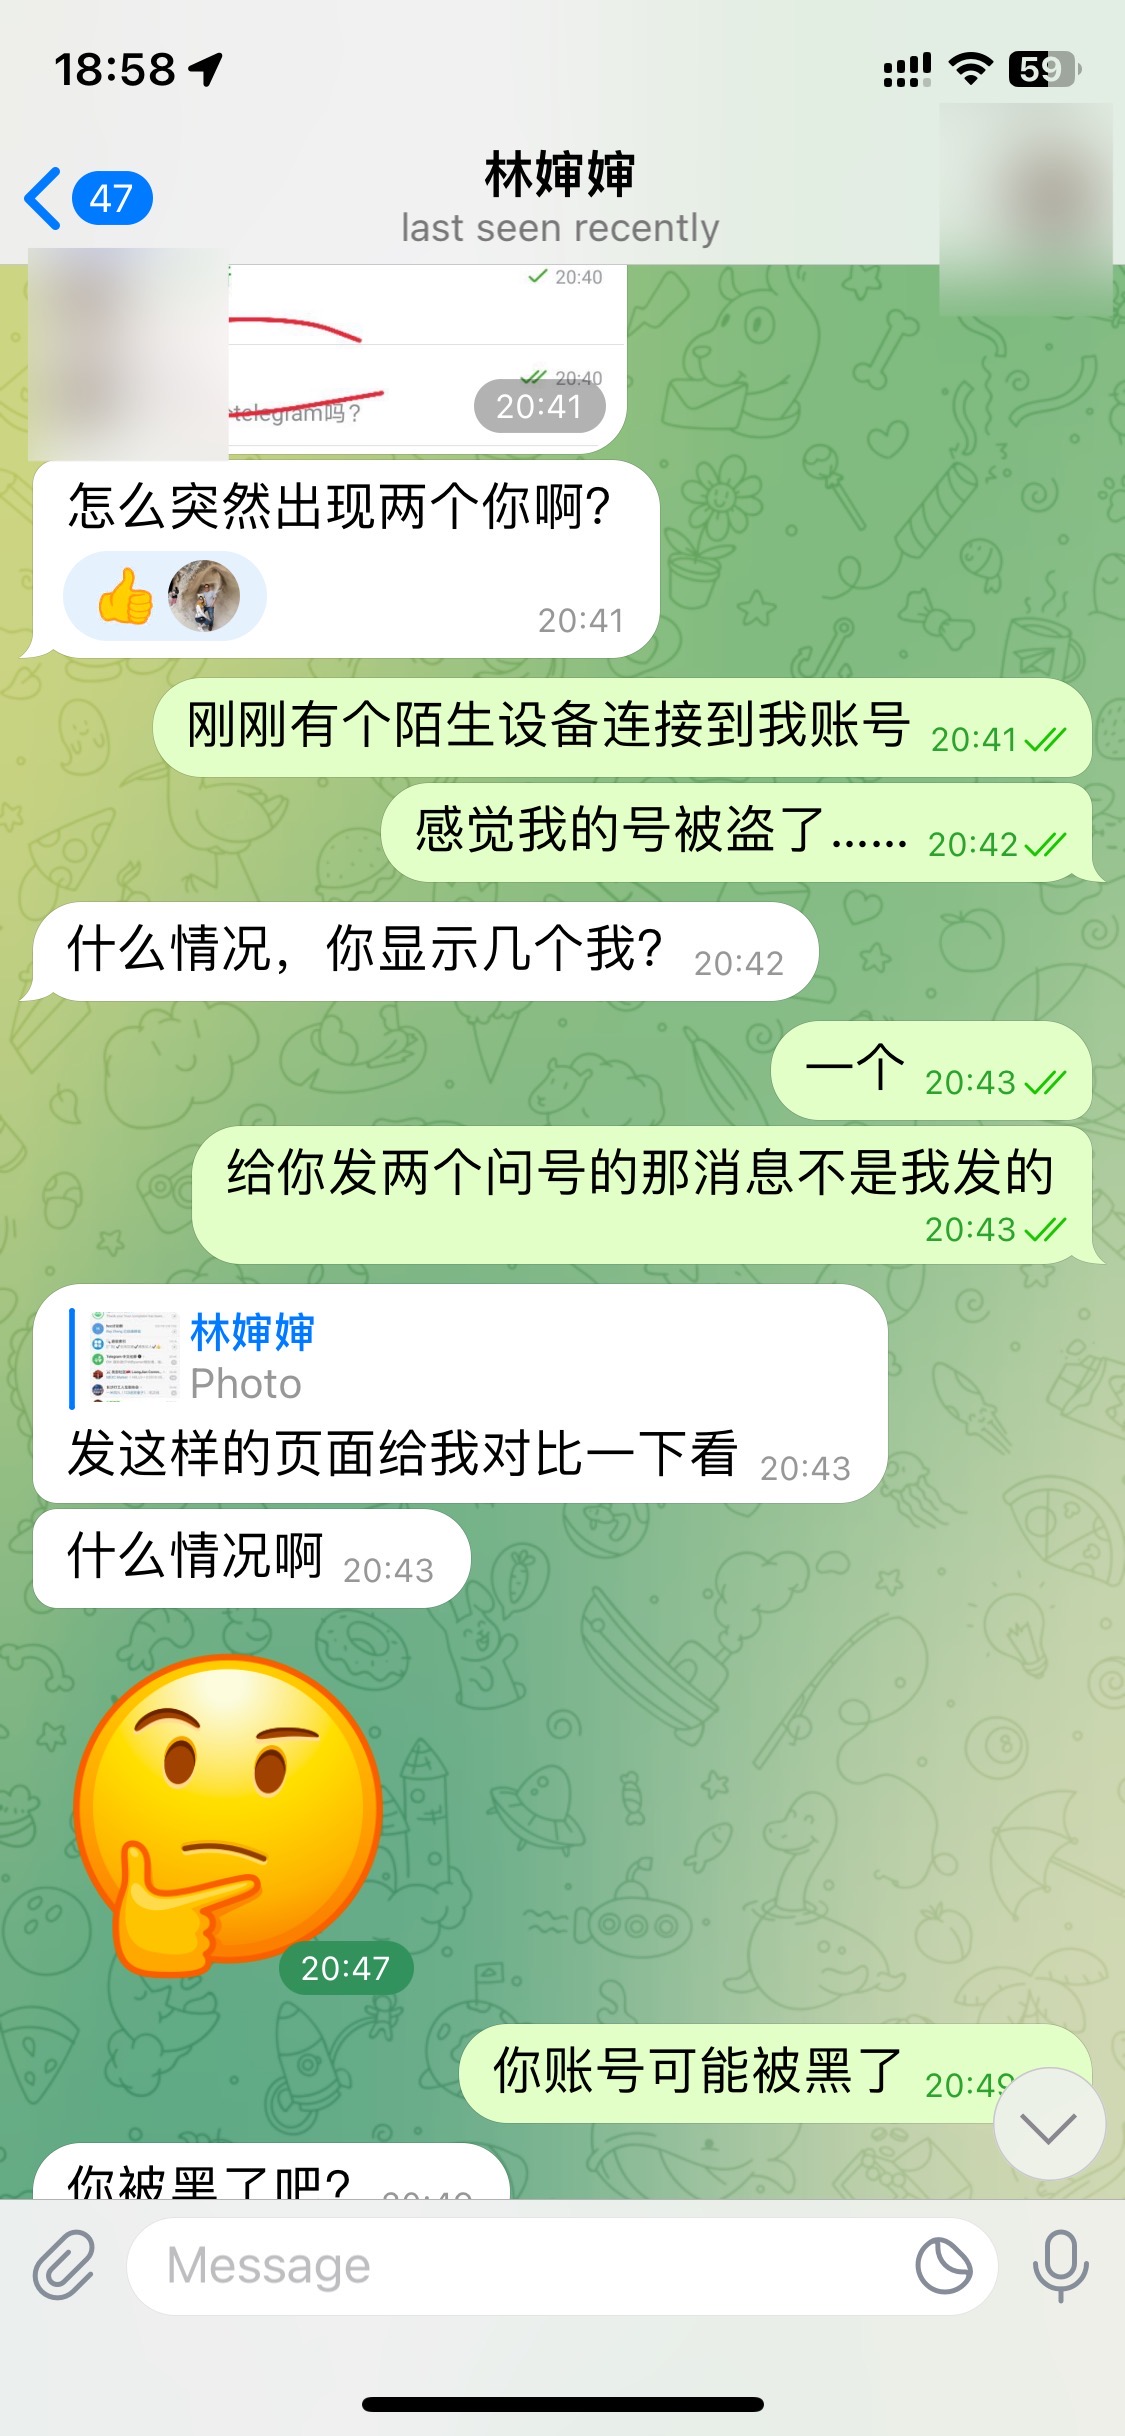 18:58
59
47
林婶婶
last seen recently
20:40
20:40
telegram吗?
20:41
怎么突然出现两个你啊?
20:41
刚刚有个陌生设备连接到我账号 20:41
感觉我的号被盗了…… 20:42
什么情况，你显示几个我? 20:42
一个 20:43
给你发两个问号的那消息不是我发的
20:43
林婶婶
Photo
发这样的页面给我对比一下看 20:43
什么情况啊 20:43
20:47
你账号可能被黑了 20:49
你被黑了吧?
Message